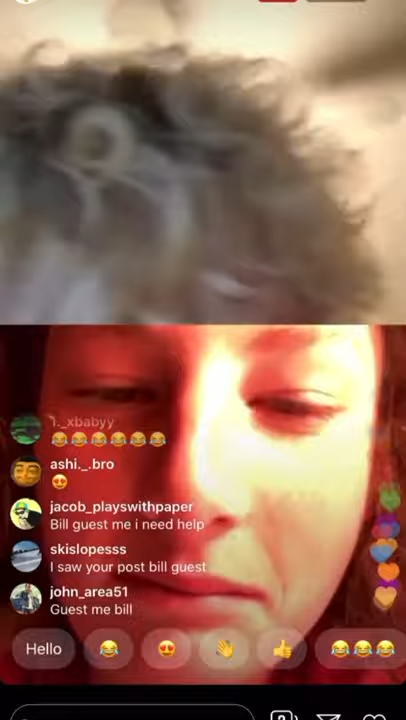 1._xbabyy
😂😂😂😂😂😂
ashi._.bro
😍
jacob_playswithpaper
Bill guest me i need help
skislopesss
I saw your post bill guest
john_area51
Guest me bill
Hello 😂 😍 👋 👍 😂😂😂